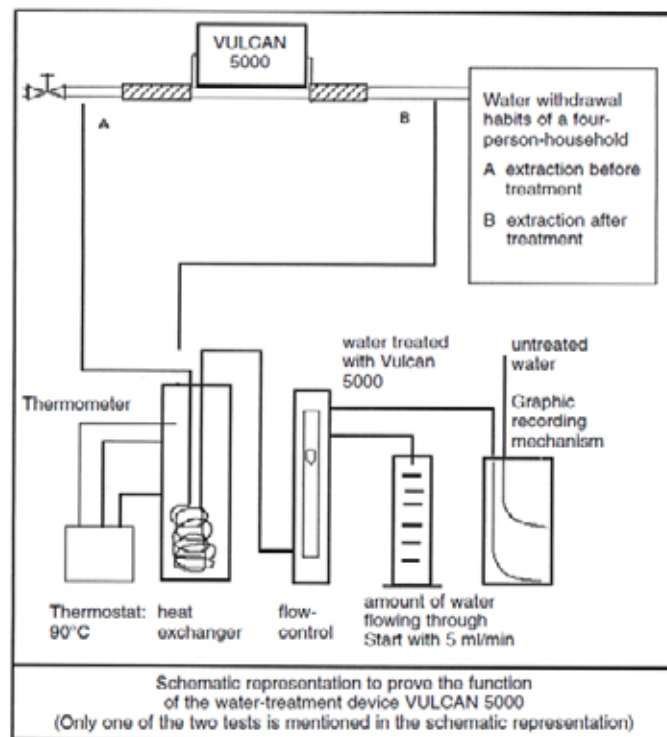 VULCAN
5000
A
B
Water withdrawal
habits of a four-
person-household
A extraction before
treatment
B extraction after
treatment
water treated
with Vulcan
5000
untreated
water
Graphic
recording
mechanism
Thermometer
Thermostat:
90°C
heat
exchanger
flow-
control
amount of water
flowing through
Start with 5 ml/min
Schematic representation to prove the function
of the water-treatment device VULCAN 5000
(Only one of the two tests is mentioned in the schematic representation)